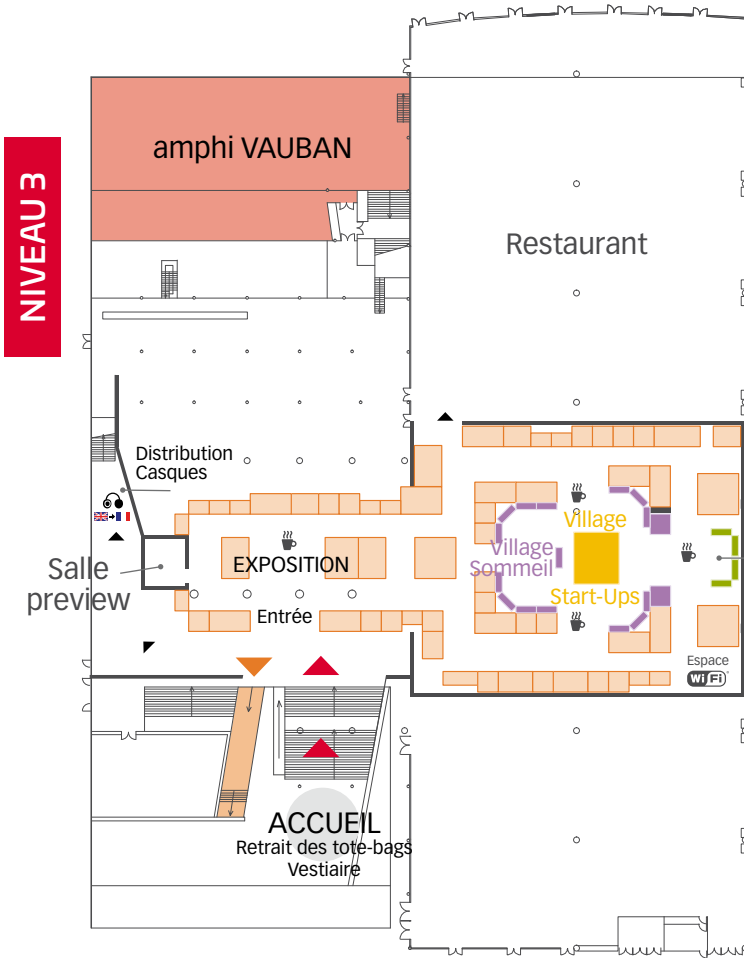 NIVEAU 3
amphi VAUBAN
Restaurant
Distribution
Casques
Salle
preview
EXPOSITION
Entrée
Village
Village
Sommeil
Start-Ups
Espace
WiFi
ACCUEIL
Retrait des tote-bags
Vestiaire